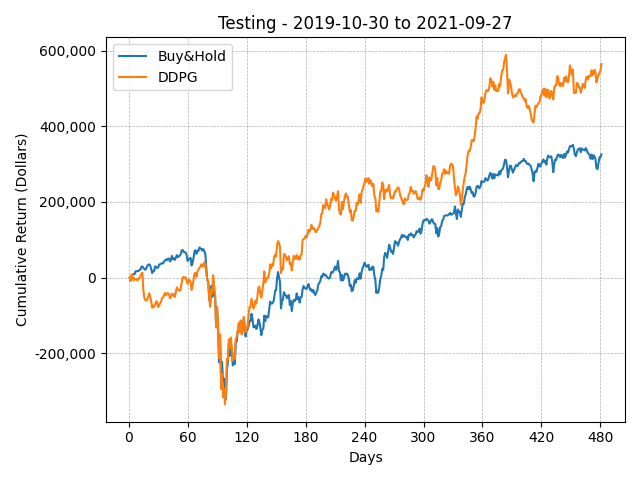 Testing - 2019-10-30 to 2021-09-27
Buy&Hold
DDPG
600,000
400,000
200,000
0
-200,000
Cumulative Return (Dollars)
0 60 120 180 240 300 360 420 480
Days